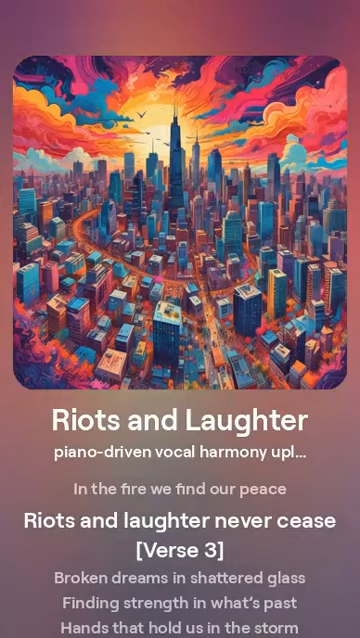 Riots and Laughter
piano-driven vocal harmony upl...
In the fire we find our peace
Riots and laughter never cease
[Verse 3]
Broken dreams in shattered glass
Finding strength in what's past
Hands that hold us in the storm